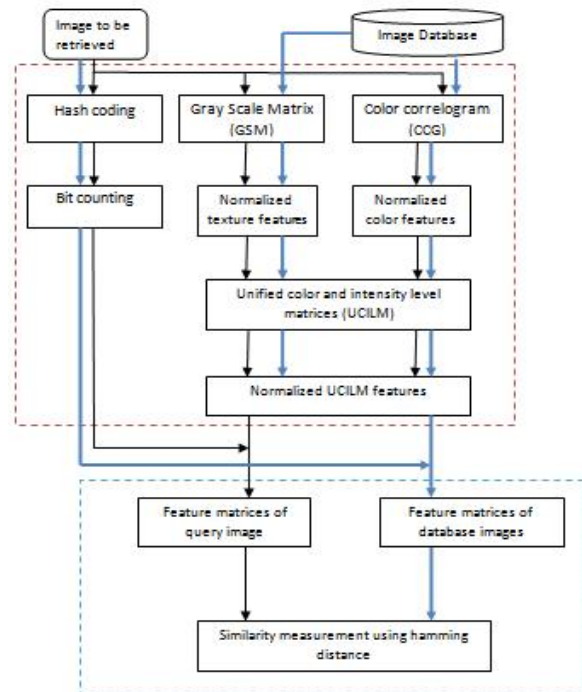 Image to be
retrieved
Image Database
Hash coding
Gray Scale Matrix
(GSM)
Color correlogram
(CCG)
Bit counting
Normalized
texture features
Normalized
color features
Unified color and intensity level
matrices (UCILM)
Normalized UCILM features
Feature matrices of
query image
Feature matrices of
database images
Similarity measurement using hamming
distance